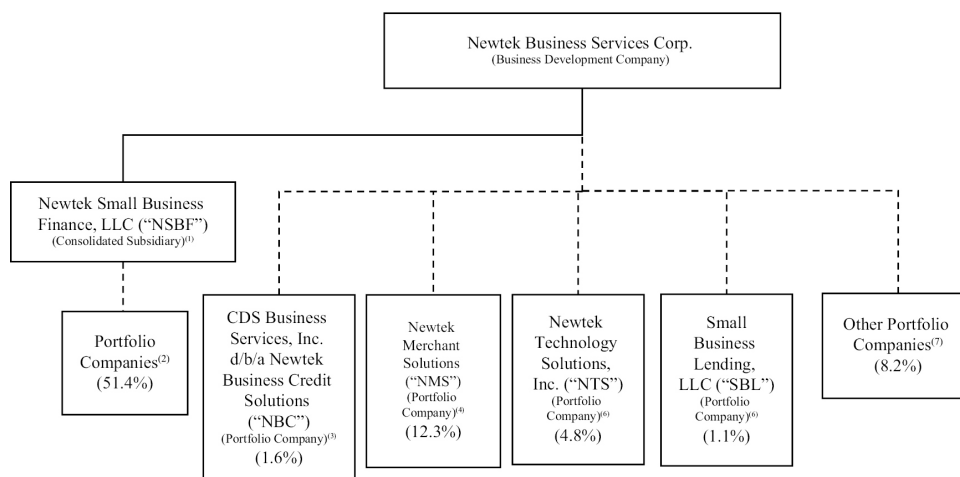 Newtek Business Services Corp.
(Business Development Company)
Newtek Small Business
Finance, LLC (“NSBF”)
(Consolidated Subsidiary)(1)
Portfolio
Companies(2)
(51.4%)
CDS Business
Services, Inc.
d/b/a Newtek
Business Credit
Solutions
(“NBC”)
(Portfolio Company)(3)
(1.6%)
Newtek
Merchant
Solutions
(“NMS”)
(Portfolio
Company)(4)
(12.3%)
Newtek
Technology
Solutions,
Inc. (“NTS”)
(Portfolio
Company)(6)
(4.8%)
Small
Business
Lending,
LLC (“SBL”)
(Portfolio
Company)(6)
(1.1%)
Other Portfolio
Companies(7)
(8.2%)